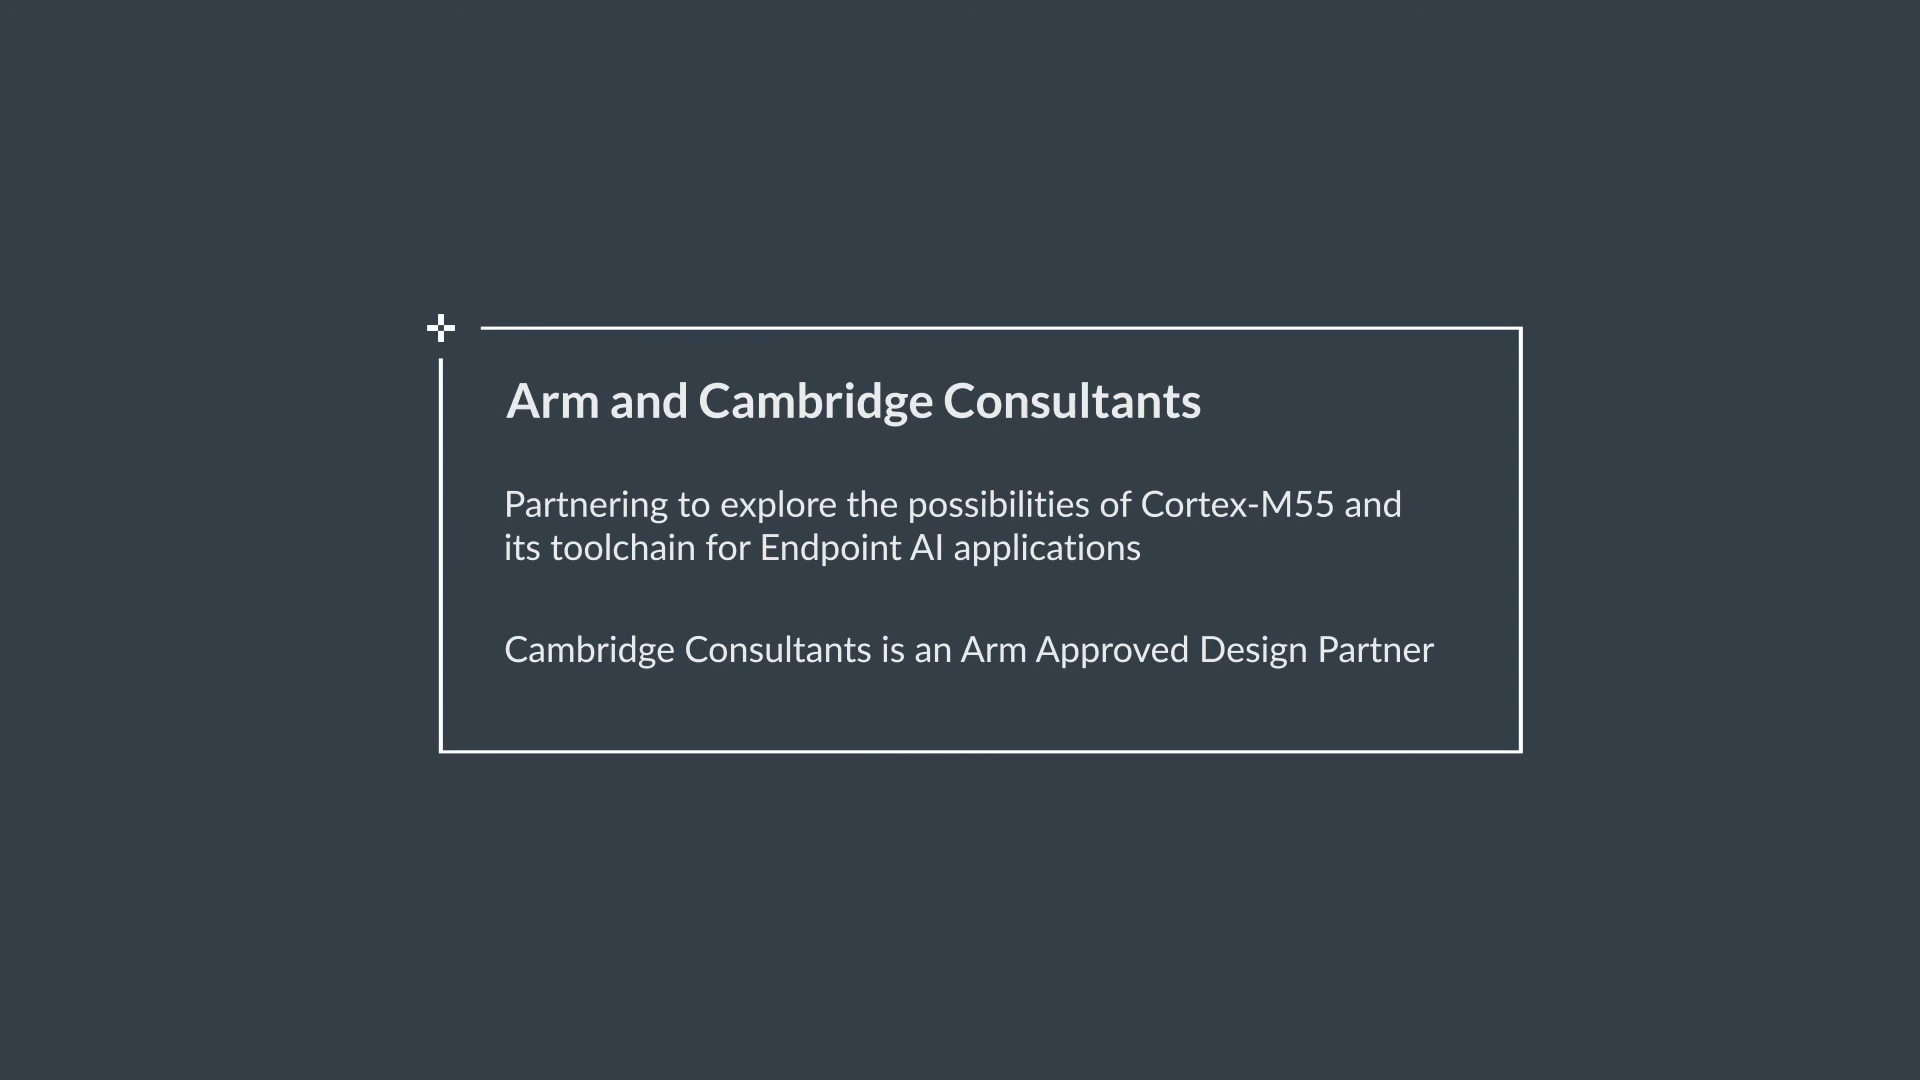 Arm and Cambridge Consultants
Partnering to explore the possibilities of Cortex-M55 and
its toolchain for Endpoint AI applications
Cambridge Consultants is an Arm Approved Design Partner